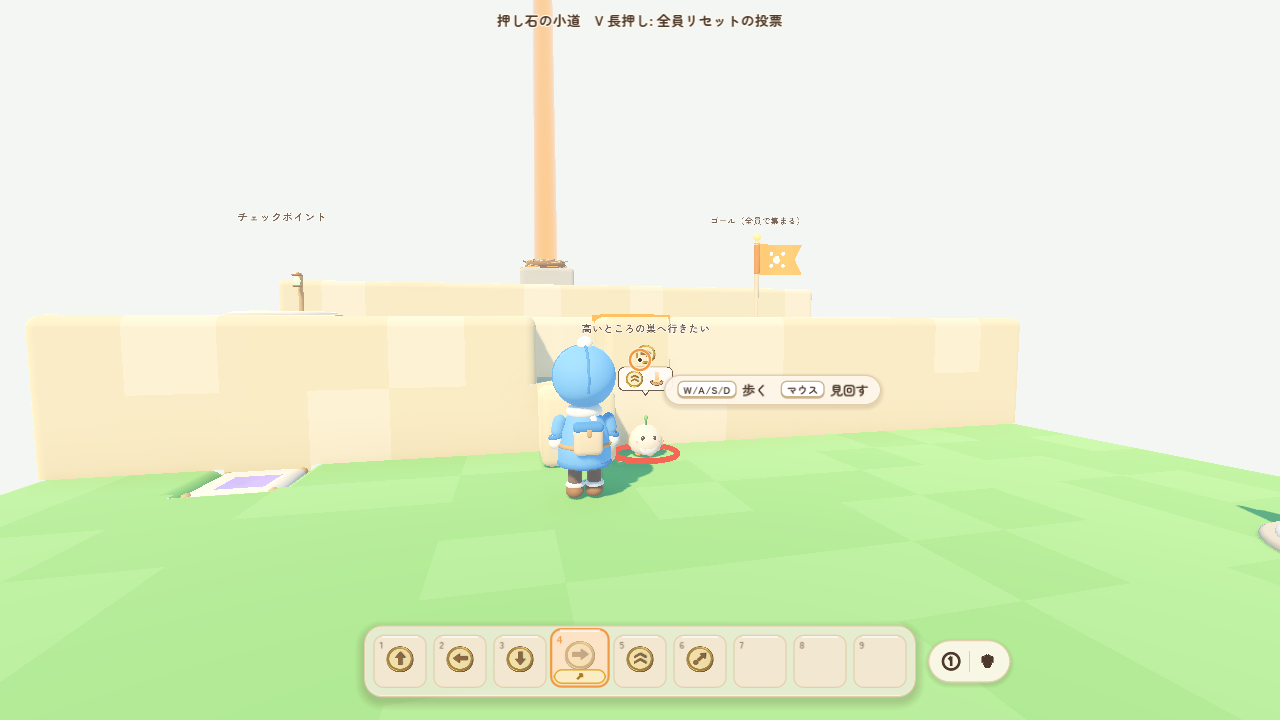 押し石の小道 V 長押し: 全員リセットの投票
チェックポイント
ゴール (全員で集まる)
高いところの巣へ行きたい
W/A/S/D 歩く マウス 見回す
1 2 3 4 5 6 7 8 9
1